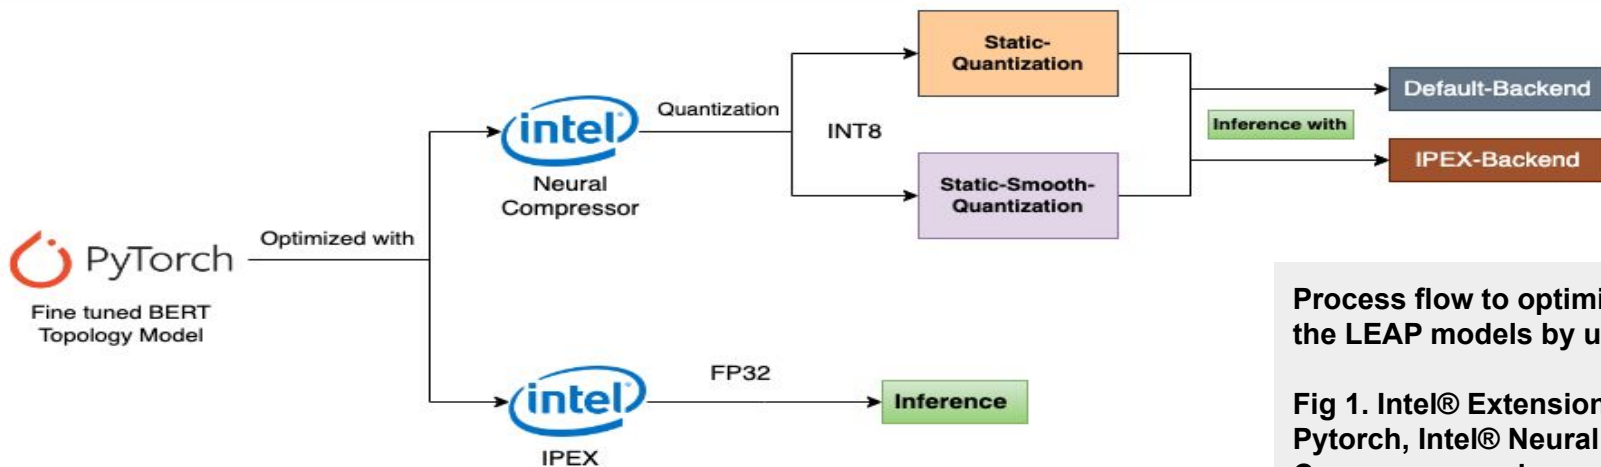 Static-
Quantization
Default-Backend
Quantization
intel
INT8
Inference with
IPEX-Backend
Neural
Compressor
Static-Smooth-
Quantization
Optimized with
PyTorch
Fine tuned BERT
Topology Model
FP32
intel
Inference
IPEX
Process flow to optimi
the LEAP models by u
Fig 1. Intel® Extension
Pytorch, Intel® Neural